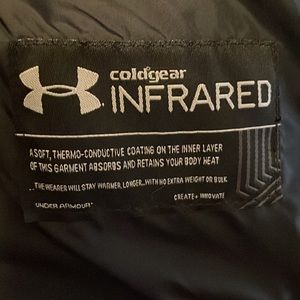 coldgear
INFRARED
A SOFT, THERMO-CONDUCTIVE COATING ON THE INNER LAYER
OF THIS GARMENT ABSORBS AND RETAINS YOUR BODY HEAT
...THE WEARER WILL STAY WARMER, LONGER...WITH NO EXTRA WEIGHT OR BULK
UNDER ARMOUR
CREATE+ INNOVATE